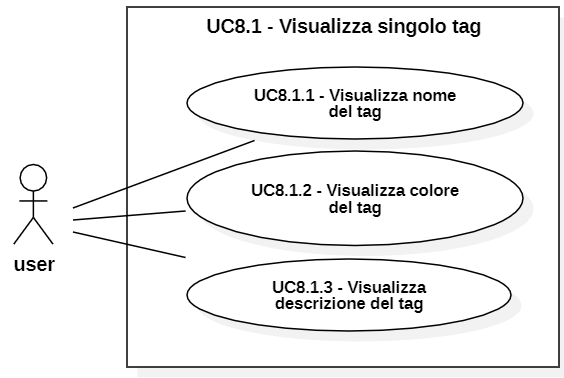 UC8.1 - Visualizza singolo tag
UC8.1.1 - Visualizza nome
del tag
UC8.1.2 - Visualizza colore
del tag
user
UC8.1.3 - Visualizza
descrizione del tag